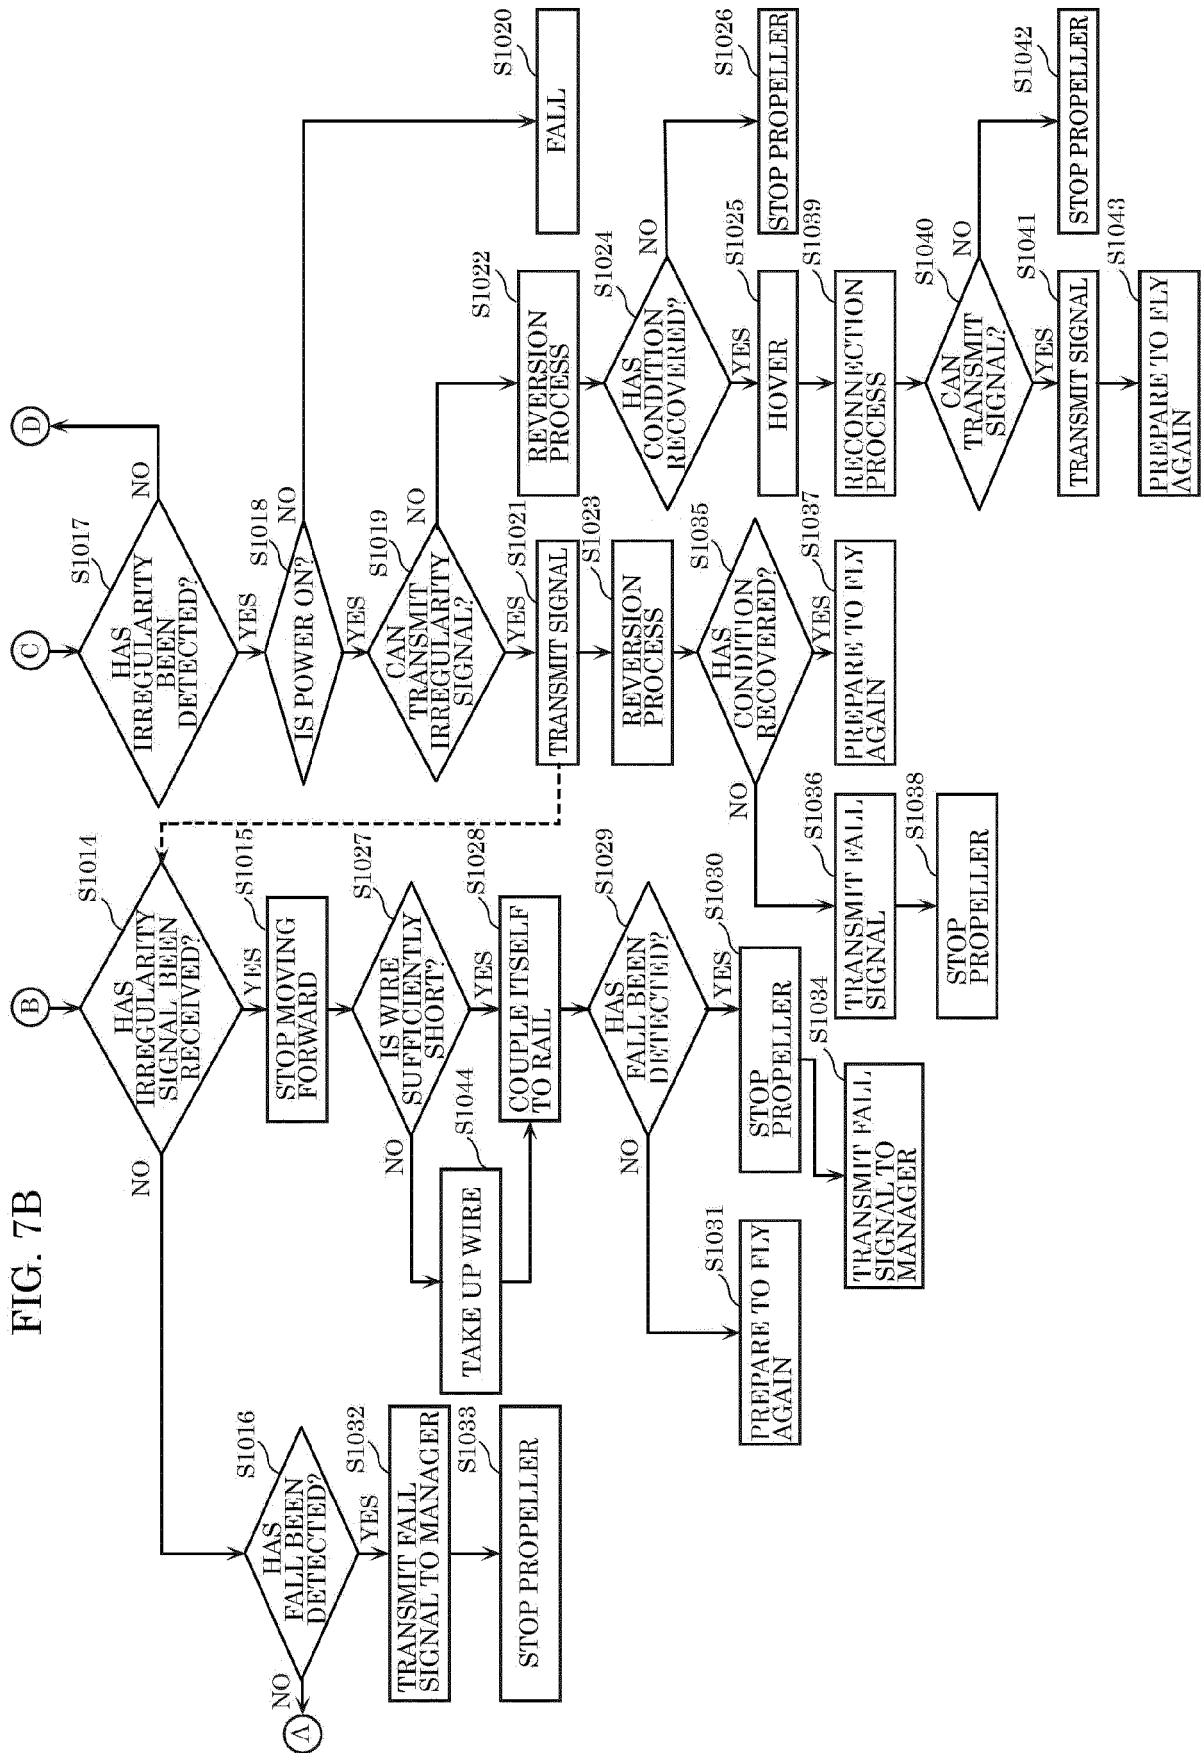 FIG. 7B
B
S1014
HAS
IRREGULARITY
SIGNAL BEEN
RECEIVED?
NO
YES
S1015
STOP MOVING
FORWARD
S1027
IS WIRE
SUFFICIENTLY
SHORT?
NO
YES
S1044
TAKE UP WIRE
S1028
COUPLE ITSELF
TO RAIL
S1029
HAS
FALL BEEN
DETECTED?
NO
YES
S1031
PREPARE TO FLY
AGAIN
S1030
STOP
PROPELLER
S1034
TRANSMIT FALL
SIGNAL TO
MANAGER
S1016
HAS
FALL BEEN
DETECTED?
NO
A
YES
S1032
TRANSMIT FALL
SIGNAL TO MANAGER
S1033
STOP PROPELLER
C
D
S1017
HAS
IRREGULARITY
BEEN
DETECTED?
NO
YES
S1018
IS POWER ON?
NO
YES
S1020
FALL
S1019
CAN
TRANSMIT
IRREGULARITY
SIGNAL?
NO
YES
S1021
TRANSMIT SIGNAL
S1023
REVERSION
PROCESS
S1035
HAS
CONDITION
RECOVERED?
NO
YES
S1037
PREPARE TO FLY
AGAIN
S1036
TRANSMIT FALL
SIGNAL
S1038
STOP
PROPELLER
S1022
REVERSION
PROCESS
S1024
HAS
CONDITION
RECOVERED?
NO
YES
S1026
STOP PROPELLER
S1025
HOVER
S1039
RECONNECTION
PROCESS
S1040
CAN
TRANSMIT
SIGNAL?
NO
YES
S1042
STOP PROPELLER
S1041
TRANSMIT SIGNAL
S1043
PREPARE TO FLY
AGAIN